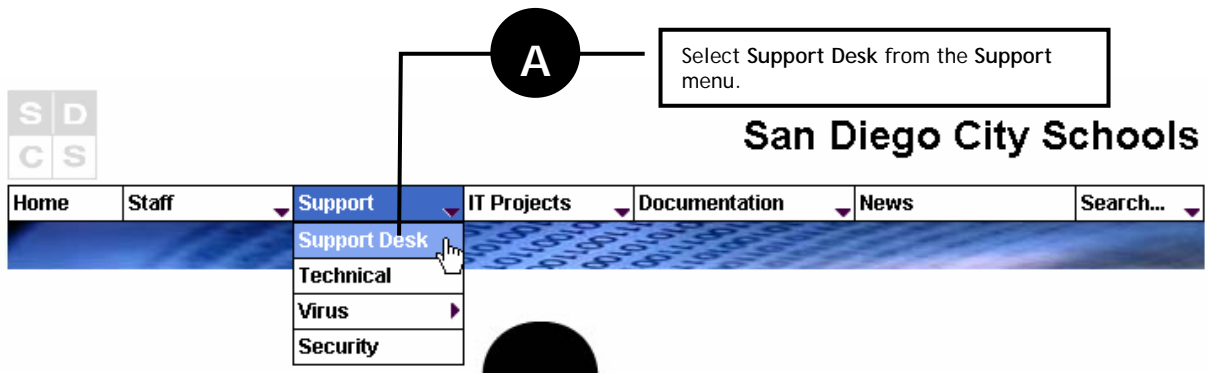 A
Select Support Desk from the Support
menu.
S D
C S
San Diego City Schools
Home Staff Support IT Projects Documentation News Search...
Support Desk
Technical
Virus
Security